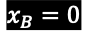 x_B = 0